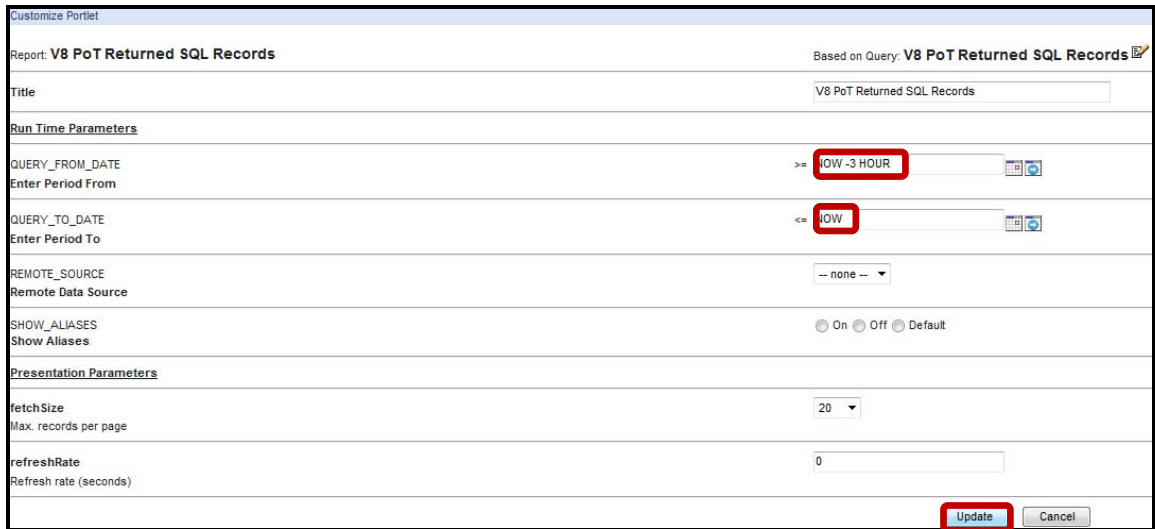 Customize Portlet
Report: V8 PoT Returned SQL Records
Based on Query: V8 PoT Returned SQL Records
Title
V8 PoT Returned SQL Records
Run Time Parameters
QUERY_FROM_DATE
>= NOW -3 HOUR
Enter Period From
QUERY_TO_DATE
<= NOW
Enter Period To
REMOTE_SOURCE
-- none --
Remote Data Source
SHOW_ALIASES
On Off Default
Show Aliases
Presentation Parameters
fetchSize
20
Max. records per page
refreshRate
0
Refresh rate (seconds)
Update Cancel